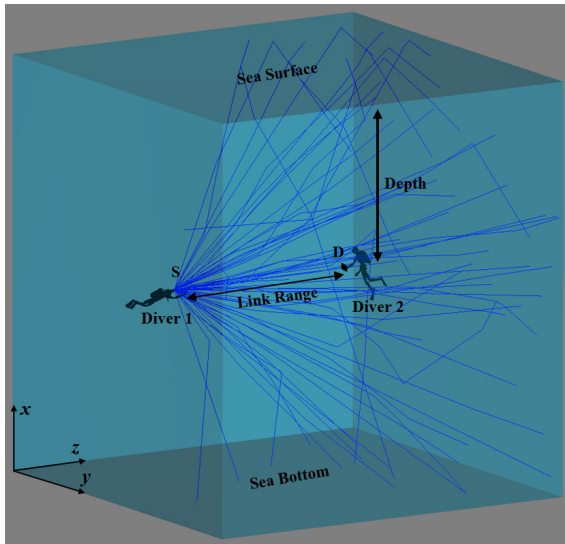 Sea Surface
Depth
S
D
Link Range
Diver 1
Diver 2
x
z
y
Sea Bottom